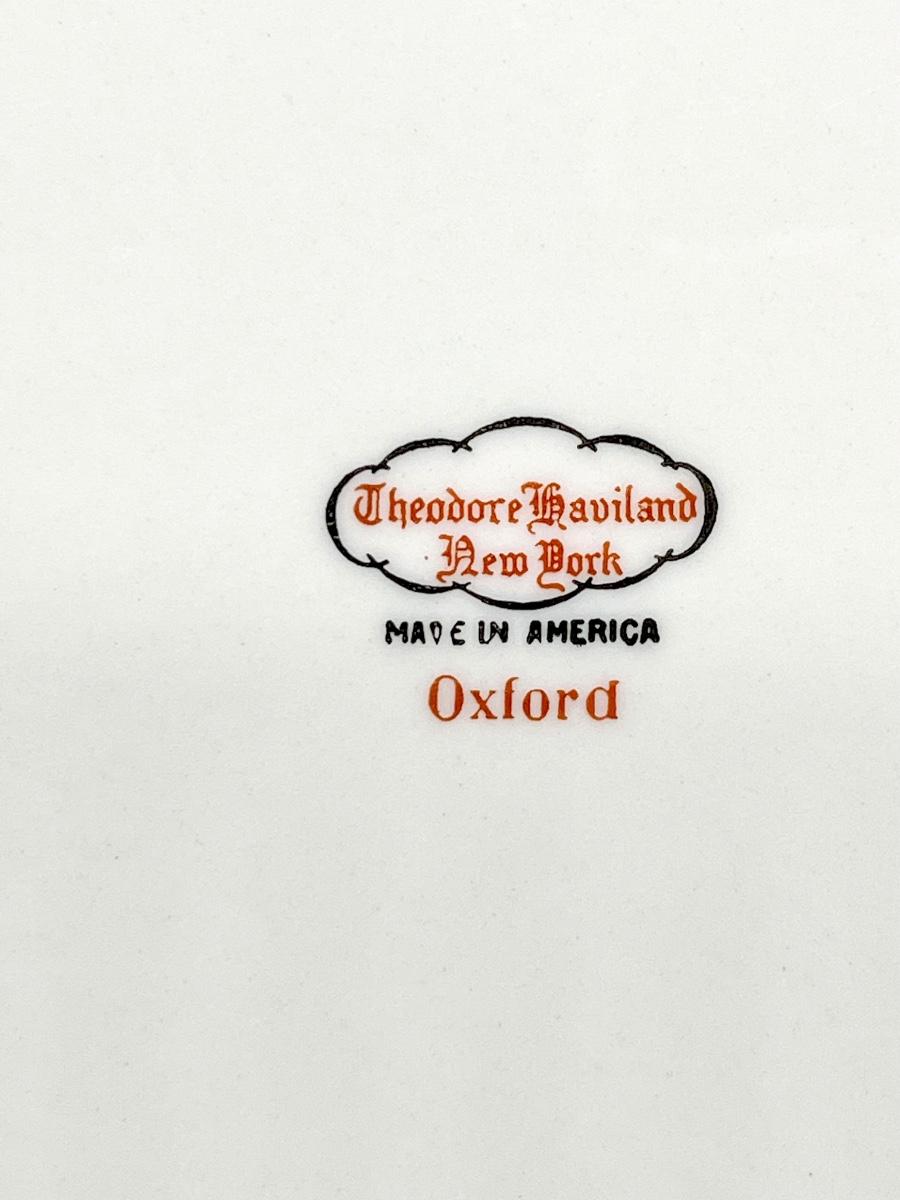 Theodore Haviland
New York
MADE IN AMERICA
Oxford